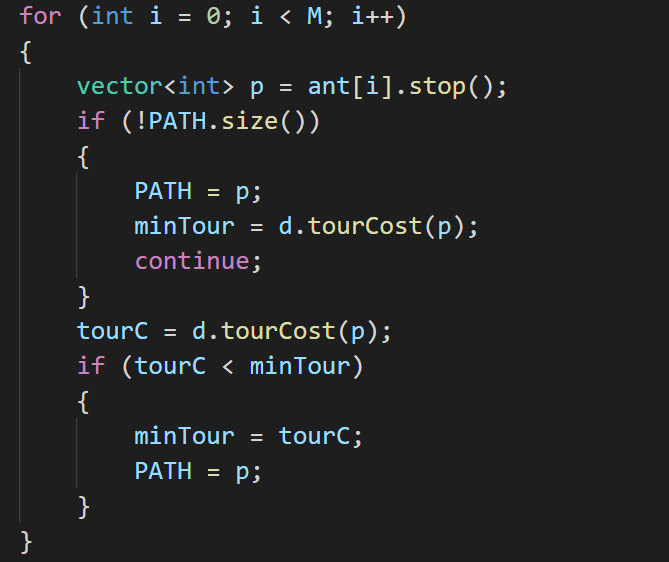 for (int i = 0; i < M; i++)
{
    vector<int> p = ant[i].stop();
    if (!PATH.size())
    {
        PATH = p;
        minTour = d.tourCost(p);
        continue;
    }
    tourC = d.tourCost(p);
    if (tourC < minTour)
    {
        minTour = tourC;
        PATH = p;
    }
}